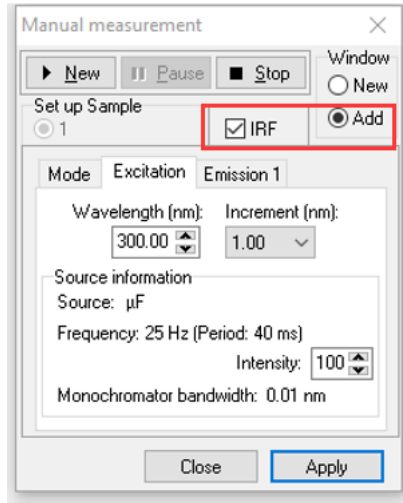 Manual measurement
New Pause Stop
Window
New
Add
Set up Sample
1
IRF
Mode Excitation Emission 1
Wavelength (nm): Increment (nm):
300.00 1.00
Source information
Source: µF
Frequency: 25 Hz (Period: 40 ms)
Intensity: 100
Monochromator bandwidth: 0.01 nm
Close Apply